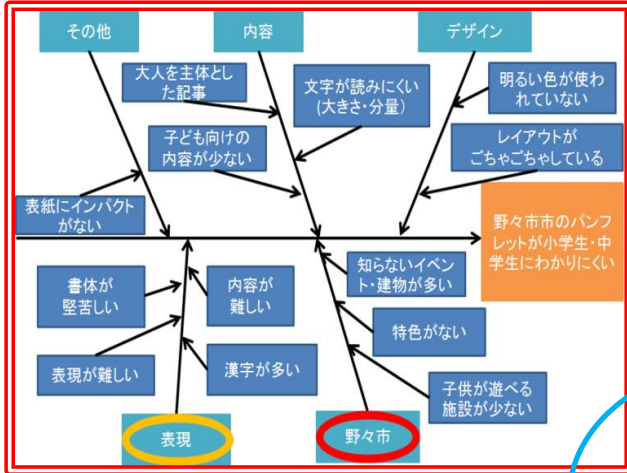 その他
内容
デザイン
大人を主体とし
た記事
文字が読みにくい
(大きさ・分量)
明るい色が使わ
れていない
子ども向けの
内容が少ない
レイアウトが
ごちゃごちゃしている
表紙にインパクト
がない
野々市市のパンフ
レットが小学生・中
学生にわかりにくい
書体が
堅苦しい
内容が
難しい
知らないイベン
ト・建物が多い
特色がない
表現が難しい
漢字が多い
子供が遊べる
施設が少ない
表現
野々市